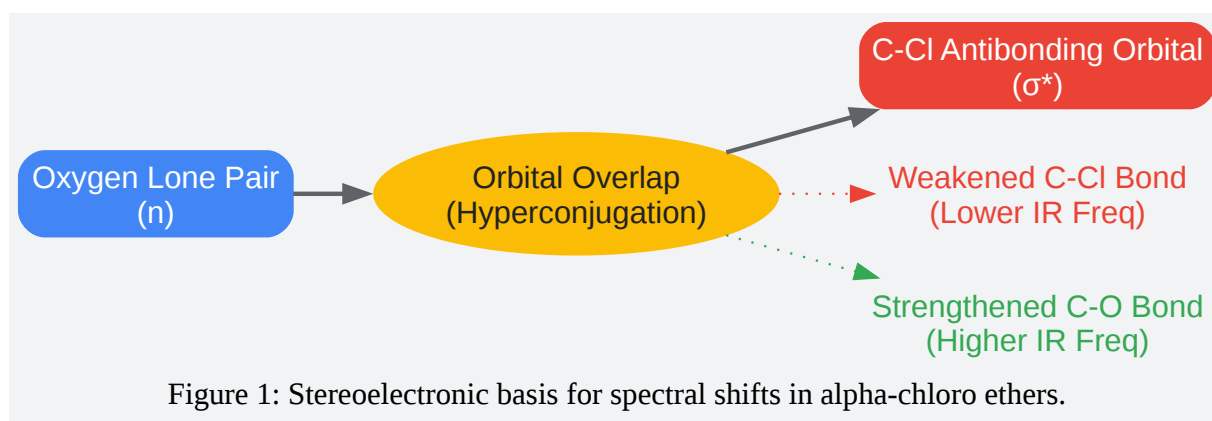 Oxygen Lone Pair
(n)
Orbital Overlap
(Hyperconjugation)
C-Cl Antibonding Orbital
(σ*)
Weakened C-Cl Bond
(Lower IR Freq)
Strengthened C-O Bond
(Higher IR Freq)
Figure 1: Stereoelectronic basis for spectral shifts in alpha-chloro ethers.